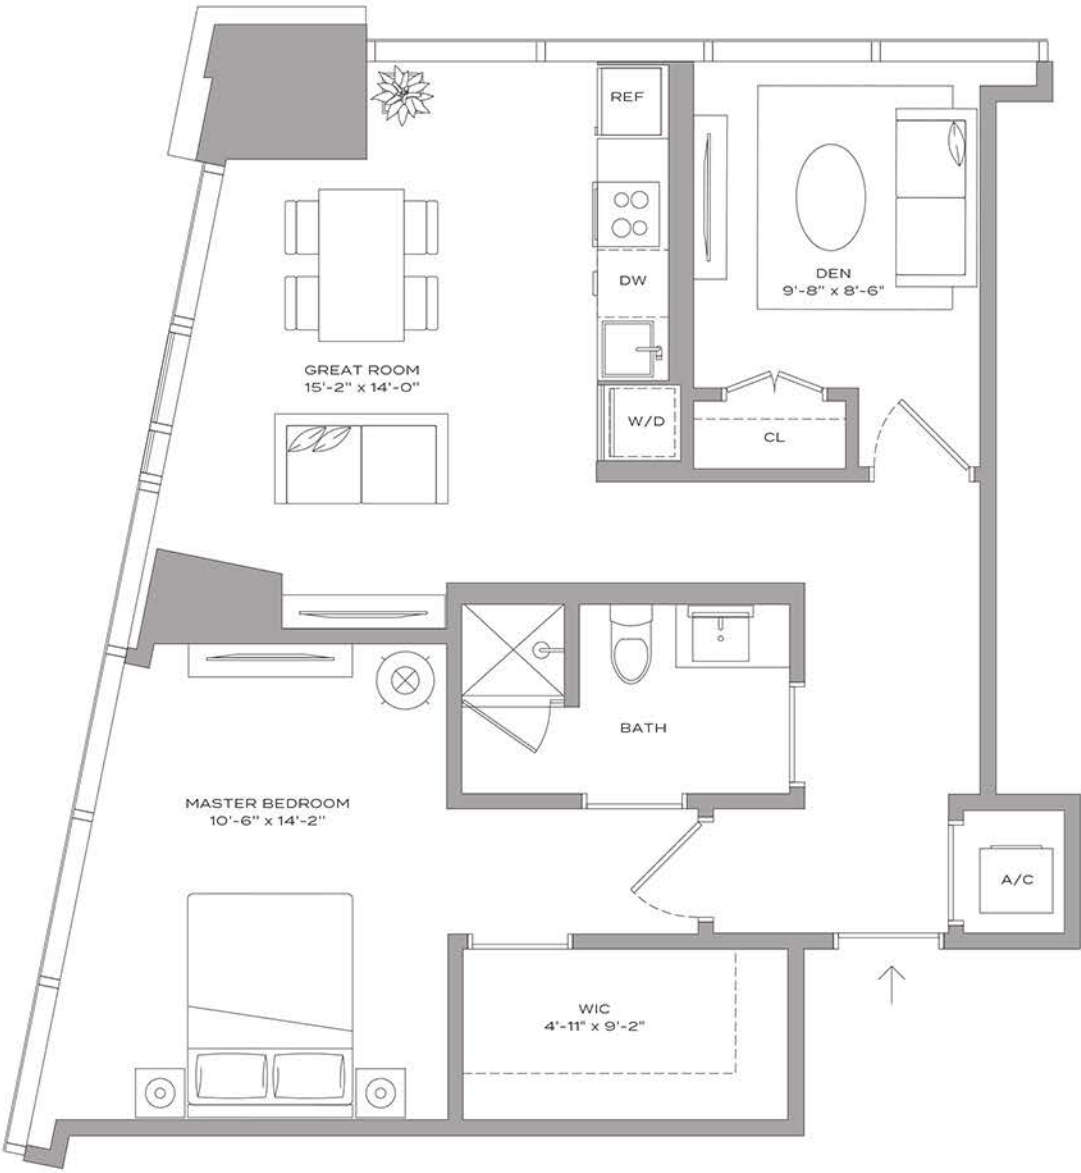 REF
DEN
9'-8" x 8'-6"
DW
GREAT ROOM
15'-2" x 14'-0"
W/D
CL
BATH
MASTER BEDROOM
10'-6" x 14'-2"
A/C
WIC
4'-11" x 9'-2"